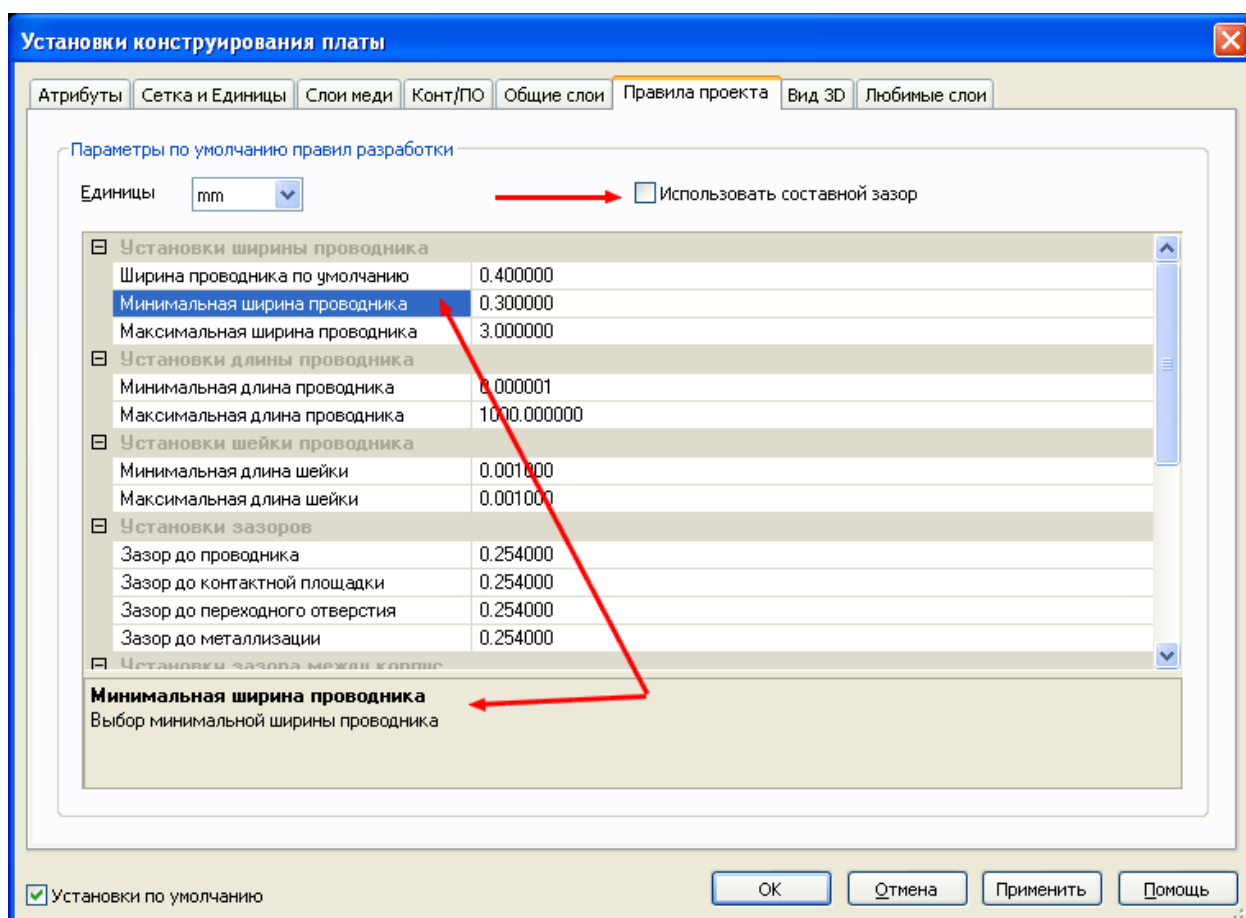 Установки конструирования платы
Атрибуты Сетка и Единицы Слои меди Конт/ПО Общие слои Правила проекта Вид 3D Любимые слои
Параметры по умолчанию правил разработки
Единицы mm Использовать составной зазор
Установки ширины проводника
Ширина проводника по умолчанию 0.400000
Минимальная ширина проводника 0.300000
Максимальная ширина проводника 3.000000
Установки длины проводника
Минимальная длина проводника 0.000001
Максимальная длина проводника 1000.000000
Установки шейки проводника
Минимальная длина шейки 0.001000
Максимальная длина шейки 0.001000
Установки зазоров
Зазор до проводника 0.254000
Зазор до контактной площадки 0.254000
Зазор до переходного отверстия 0.254000
Зазор до металлизации 0.254000
Установки зазора между корпус
Минимальная ширина проводника
Выбор минимальной ширины проводника
Установки по умолчанию OK Отмена Применить Помощь